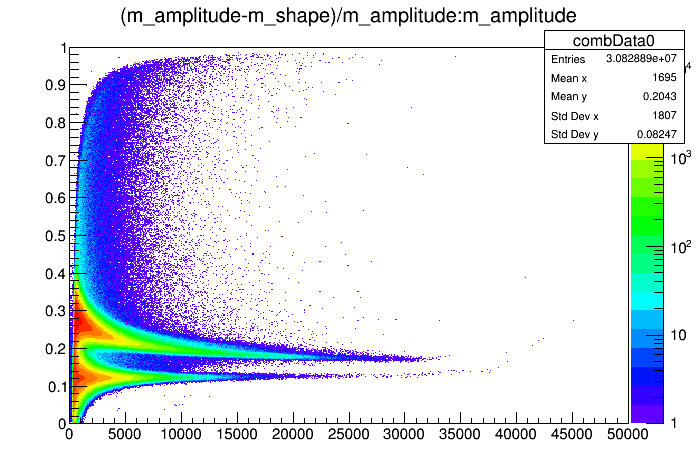 (m_amplitude-m_shape)/m_amplitude:m_amplitude
combData0
Entries 3.082889e+07
Mean x 1695
Mean y 0.2043
Std Dev x 1807
Std Dev y 0.08247
1
0.9
0.8
0.7
0.6
0.5
0.4
0.3
0.2
0.1
0
0 5000 10000 15000 20000 25000 30000 35000 40000 45000 50000
4
10³
10²
10
1